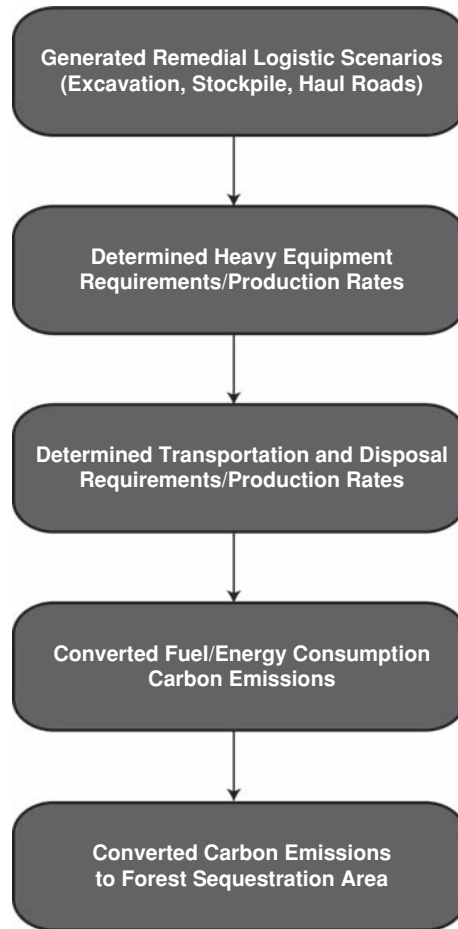 Generated Remedial Logistic Scenarios
(Excavation, Stockpile, Haul Roads)
Determined Heavy Equipment
Requirements/Production Rates
Determined Transportation and Disposal
Requirements/Production Rates
Converted Fuel/Energy Consumption
Carbon Emissions
Converted Carbon Emissions
to Forest Sequestration Area